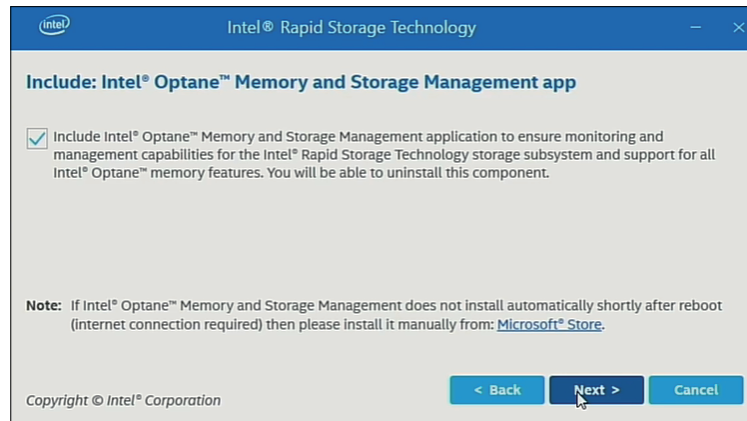 intel
Intel® Rapid Storage Technology
Include: Intel® Optane™ Memory and Storage Management app
Include Intel® Optane™ Memory and Storage Management application to ensure monitoring and
management capabilities for the Intel® Rapid Storage Technology storage subsystem and support for all
Intel® Optane™ memory features. You will be able to uninstall this component.
Note: If Intel® Optane™ Memory and Storage Management does not install automatically shortly after reboot
(internet connection required) then please install it manually from: Microsoft® Store.
< Back
Next >
Cancel
Copyright © Intel® Corporation